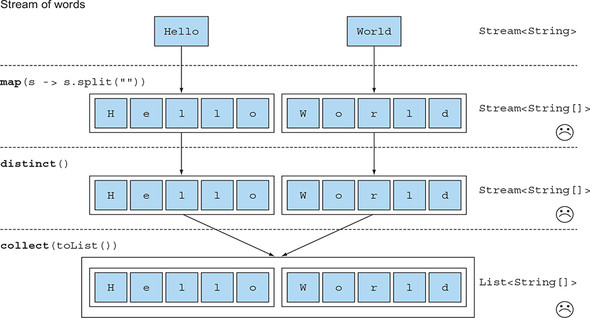 Stream of words
Hello World Stream<String>
map(s -> s.split(""))
H e l l o W o r l d Stream<String[]>
distinct()
H e l l o W o r l d Stream<String[]>
collect(toList())
H e l l o W o r l d List<String[]>